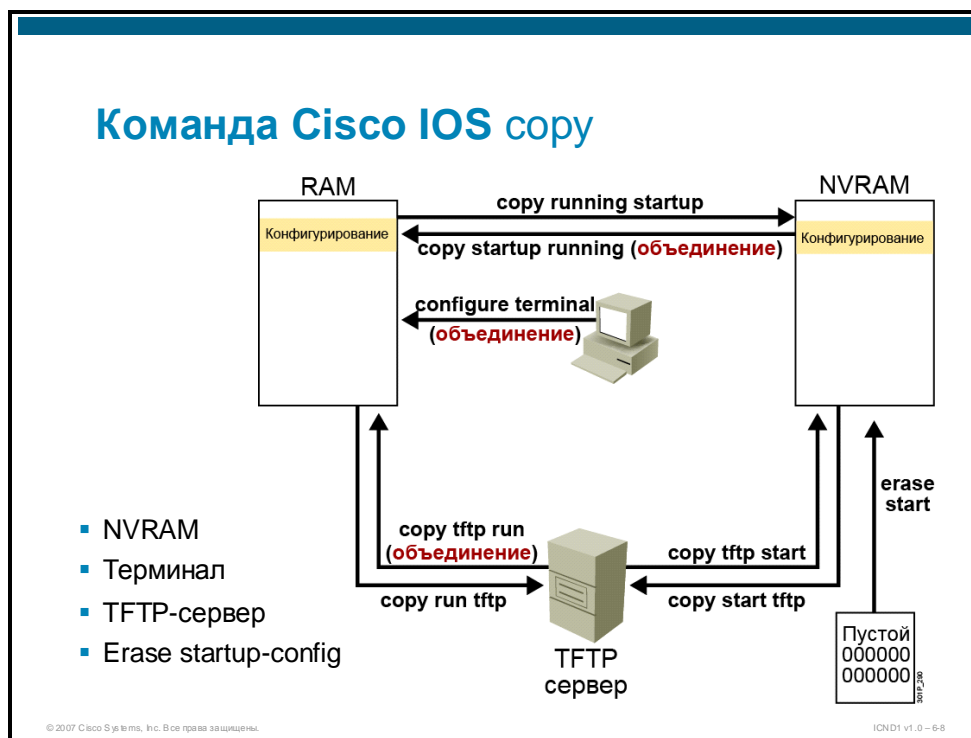 Команда Cisco IOS copy
RAM
NVRAM
copy running startup
Конфигурирование
Конфигурирование
copy startup running (объединение)
configure terminal
(объединение)
erase
start
▪ NVRAM
▪ Терминал
▪ TFTP-сервер
▪ Erase startup-config
copy tftp run
(объединение)
copy tftp start
copy run tftp
copy start tftp
TFTP
сервер
Пустой
000000
000000
301P_290
© 2007 Cisco Systems, Inc. Все права защищены.
ICND1 v1.0 – 6-8